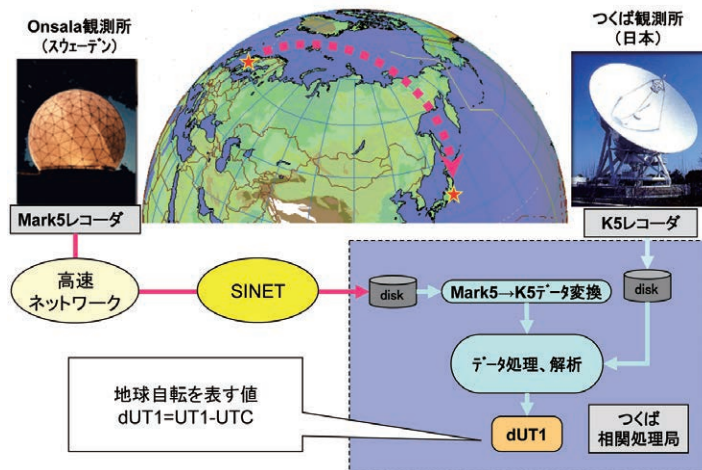 Onsala観測所
（スウェーデン）
つくば観測所
（日本）
Mark5レコーダ
K5レコーダ
高速
ネットワーク
SINET
disk
Mark5→K5データ変換
disk
ﾃﾞｰﾀ処理、解析
地球自転を表す値
dUT1=UT1-UTC
dUT1
つくば
相関処理局